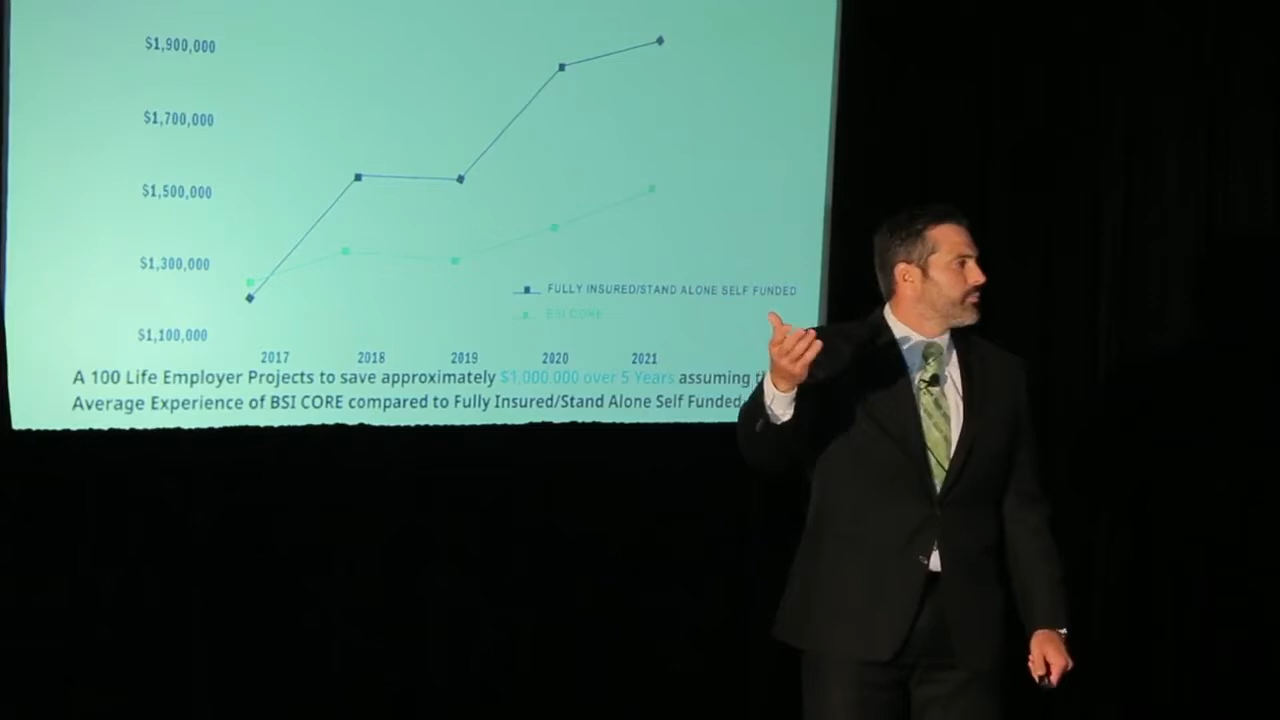 $1,900,000
$1,700,000
$1,500,000
$1,300,000
$1,100,000
FULLY INSURED/STAND ALONE SELF FUNDED
BSI CORE
2017 2018 2019 2020 2021
A 100 Life Employer Projects to save approximately $1,000.000 over 5 Years assuming
Average Experience of BSI CORE compared to Fully Insured/Stand Alone Self Funded